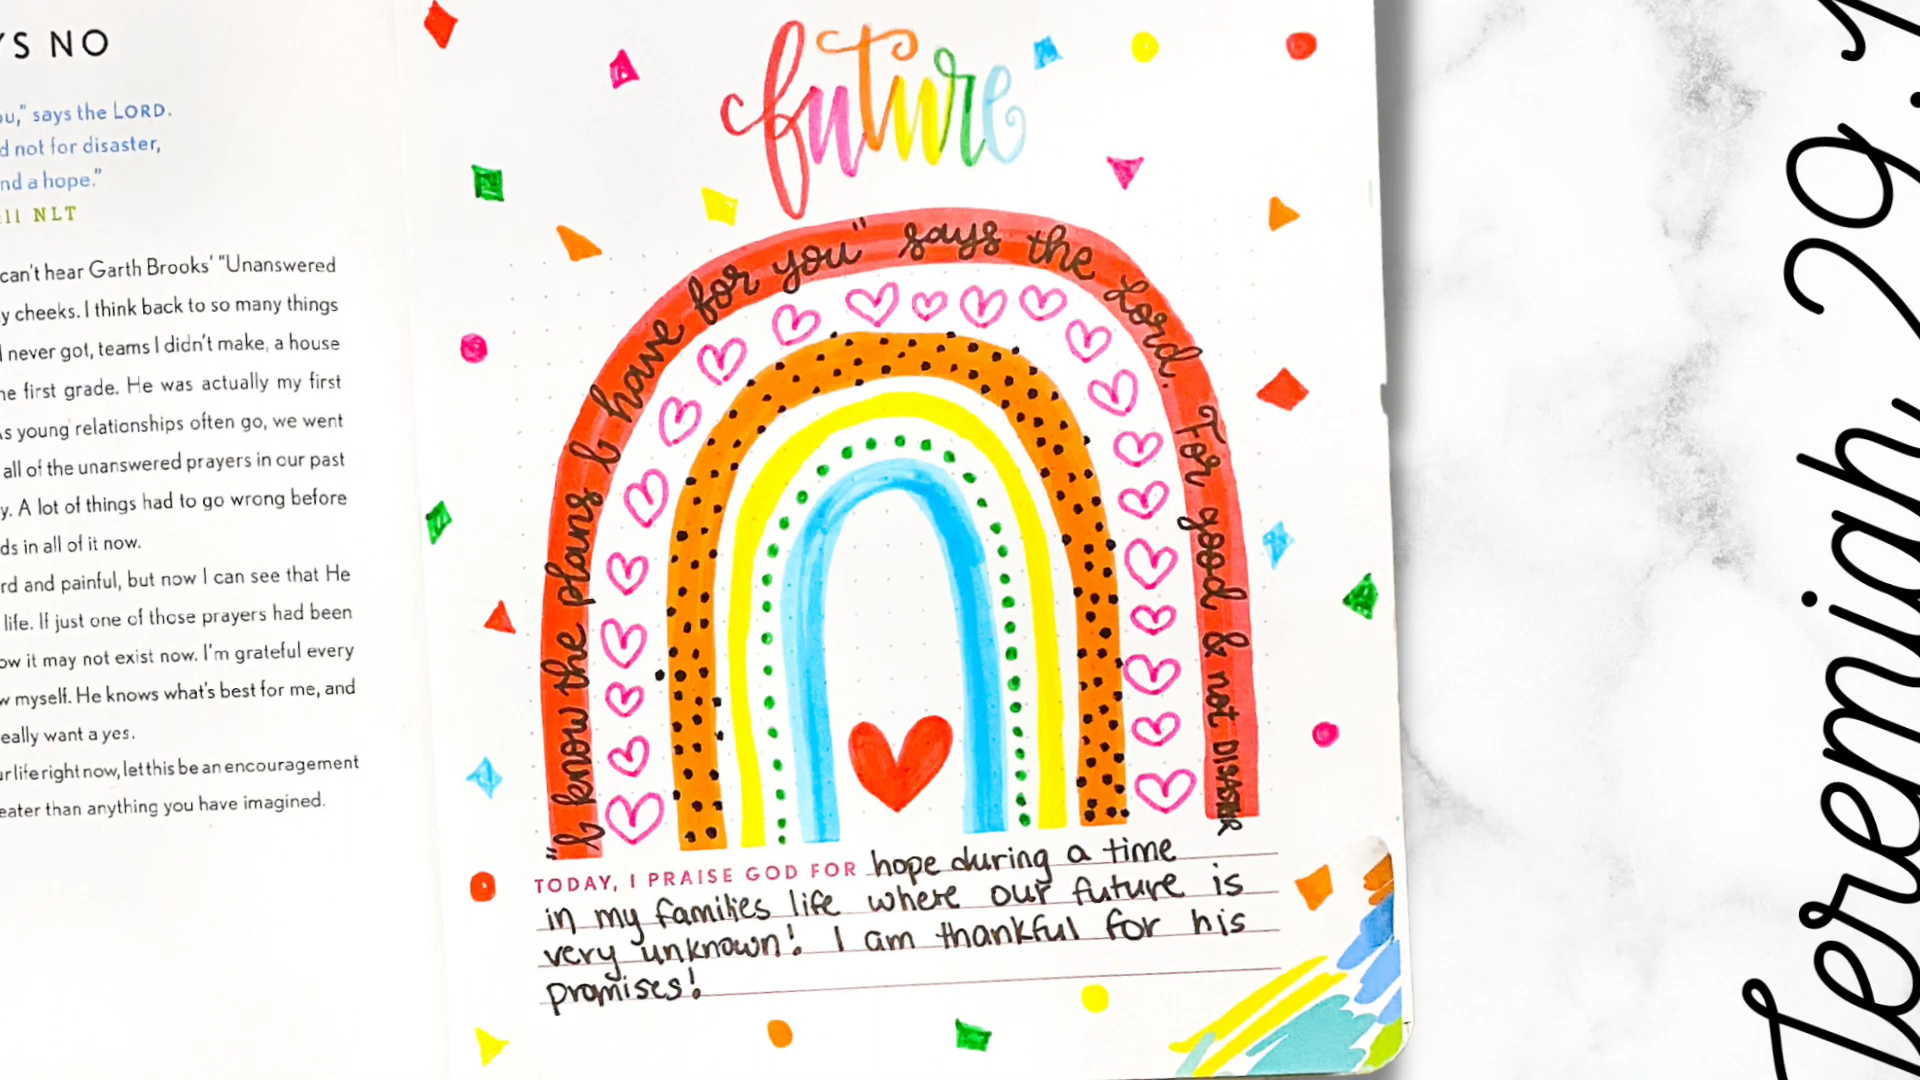 YS NO
ou," says the LORD.
d not for disaster,
nd a hope."
:11 NLT
can't hear Garth Brooks' "Unanswered
y cheeks. I think back to so many things
I never got, teams I didn't make, a house
he first grade. He was actually my first
As young relationships often go, we went
all of the unanswered prayers in our past
y. A lot of things had to go wrong before
ds in all of it now.
rd and painful, but now I can see that He
life. If just one of those prayers had been
ow it may not exist now. I'm grateful every
w myself. He knows what's best for me, and
eally want a yes.
ur life right now, let this be an encouragement
eater than anything you have imagined.
future
"I know the plans I have for you" says the Lord. For good & not DISASTER
TODAY, I PRAISE GOD FOR hope during a time
in my families life where our future is
very unknown! I am thankful for his
promises!
Jeremiah 29:1